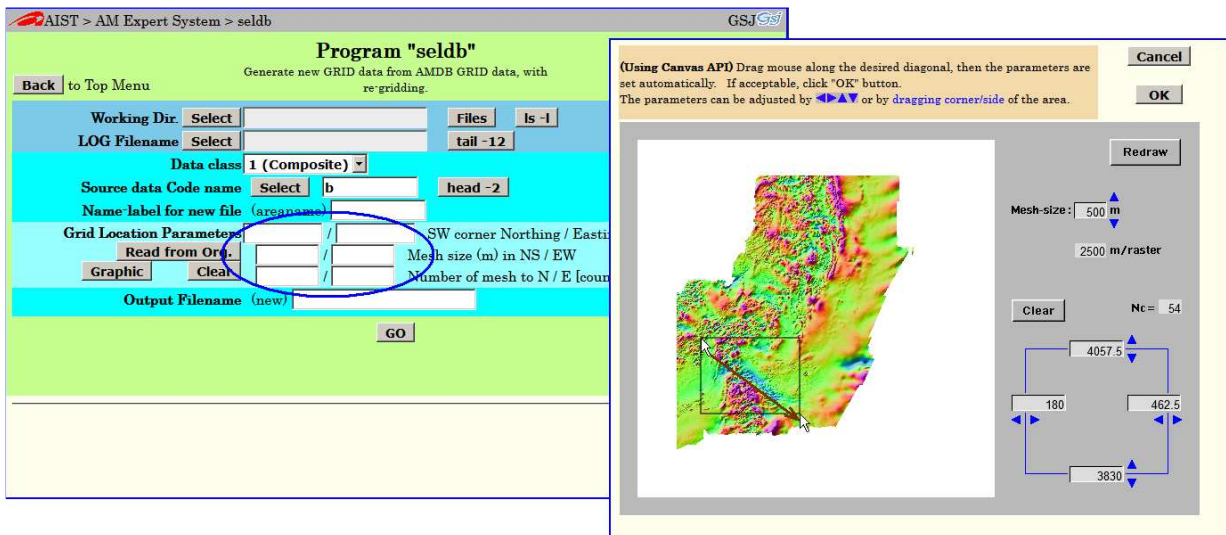 AIST > AM Expert System > seldb
GSJ GSJ
Program "seldb"
Back to Top Menu
Generate new GRID data from AMDB GRID data, with
re-gridding.
Working Dir. Select Files ls -l
LOG Filename Select tail -12
Data class 1 (Composite)
Source data Code name Select b head -2
Name-label for new file (areaname)
Grid Location Parameters / SW corner Northing / Easti
Read from Org. / Mesh size (m) in NS / EW
Graphic Clear / Number of mesh to N / E [coun
Output Filename (new)
GO
(Using Canvas API) Drag mouse along the desired diagonal, then the parameters are
set automatically. If acceptable, click "OK" button.
The parameters can be adjusted by ◀▶▲▼ or by dragging corner/side of the area.
Cancel
OK
Redraw
Mesh-size: 500 m
2500 m/raster
Clear Nc= 54
4057.5
180 462.5
3830